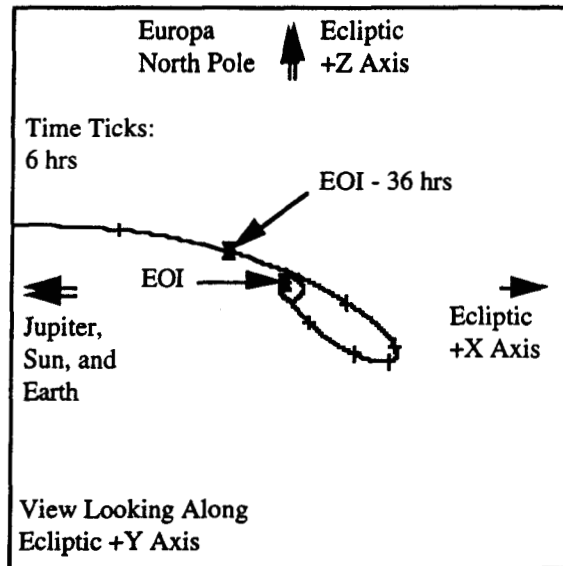 Europa
North Pole
Ecliptic
+Z Axis
Time Ticks:
6 hrs
EOI - 36 hrs
EOI
Jupiter,
Sun, and
Earth
Ecliptic
+X Axis
View Looking Along
Ecliptic +Y Axis